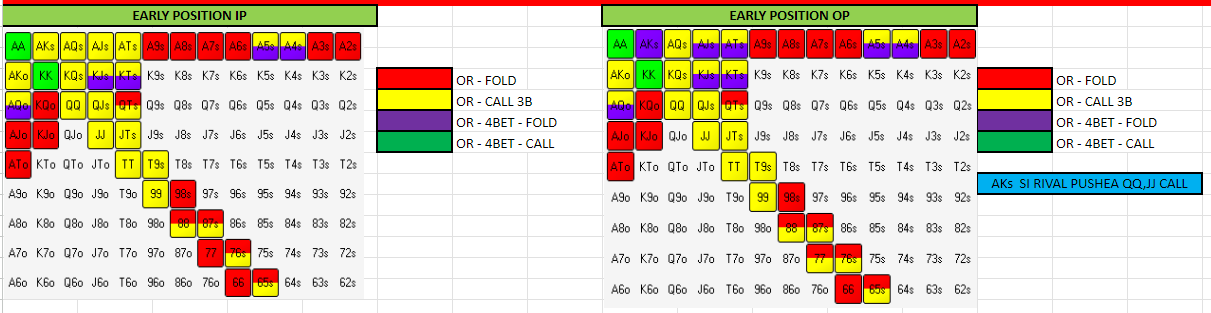 EARLY POSITION IP
AA AKs AQs AJs ATs A9s A8s A7s A6s A5s A4s A3s A2s
AKo KK KQs KJs KTs K9s K8s K7s K6s K5s K4s K3s K2s
AQo KQo QQ QJs QTs Q9s Q8s Q7s Q6s Q5s Q4s Q3s Q2s
AJo KJo QJo JJ JTs J9s J8s J7s J6s J5s J4s J3s J2s
ATo KTo QTo JTo TT T9s T8s T7s T6s T5s T4s T3s T2s
A9o K9o Q9o J9o T9o 99 98s 97s 96s 95s 94s 93s 92s
A8o K8o Q8o J8o T8o 98o 88 87s 86s 85s 84s 83s 82s
A7o K7o Q7o J7o T7o 97o 87o 77 76s 75s 74s 73s 72s
A6o K6o Q6o J6o T6o 96o 86o 76o 66 65s 64s 63s 62s
OR - FOLD
OR - CALL 3B
OR - 4BET - FOLD
OR - 4BET - CALL
EARLY POSITION OP
AA AKs AQs AJs ATs A9s A8s A7s A6s A5s A4s A3s A2s
AKo KK KQs KJs KTs K9s K8s K7s K6s K5s K4s K3s K2s
AQo KQo QQ QJs QTs Q9s Q8s Q7s Q6s Q5s Q4s Q3s Q2s
AJo KJo QJo JJ JTs J9s J8s J7s J6s J5s J4s J3s J2s
ATo KTo QTo JTo TT T9s T8s T7s T6s T5s T4s T3s T2s
A9o K9o Q9o J9o T9o 99 98s 97s 96s 95s 94s 93s 92s
A8o K8o Q8o J8o T8o 98o 88 87s 86s 85s 84s 83s 82s
A7o K7o Q7o J7o T7o 97o 87o 77 76s 75s 74s 73s 72s
A6o K6o Q6o J6o T6o 96o 86o 76o 66 65s 64s 63s 62s
OR - FOLD
OR - CALL 3B
OR - 4BET - FOLD
OR - 4BET - CALL
AKs SI RIVAL PUSHEA QQ,JJ CALL